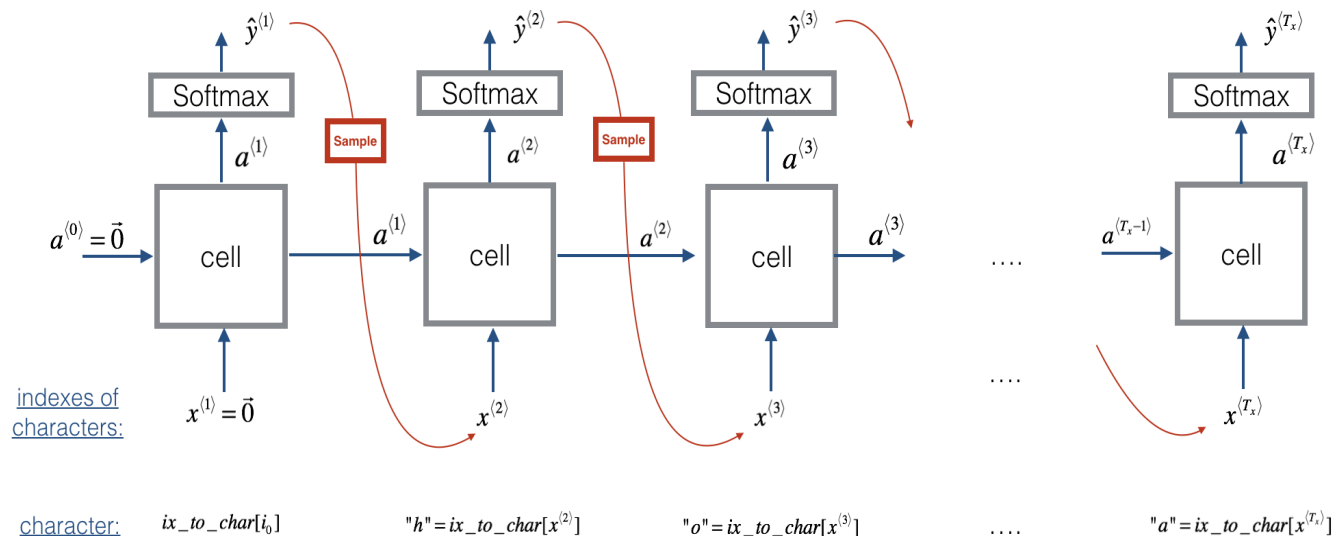 ŷ⟨1⟩ ŷ⟨2⟩ ŷ⟨3⟩ ŷ⟨Tₓ⟩
Softmax Softmax Softmax Softmax
Sample Sample
a⟨1⟩ a⟨2⟩ a⟨3⟩ a⟨Tₓ⟩
a⟨0⟩ = 0⃗ a⟨1⟩ a⟨2⟩ a⟨3⟩ a⟨Tₓ−1⟩
cell cell cell .... cell
....
indexes of
characters:
x⟨1⟩ = 0⃗ x⟨2⟩ x⟨3⟩ x⟨Tₓ⟩
character: ix_to_char[i₀] "h"=ix_to_char[x⟨2⟩] "o"=ix_to_char[x⟨3⟩] .... "a"=ix_to_char[x⟨Tₓ⟩]